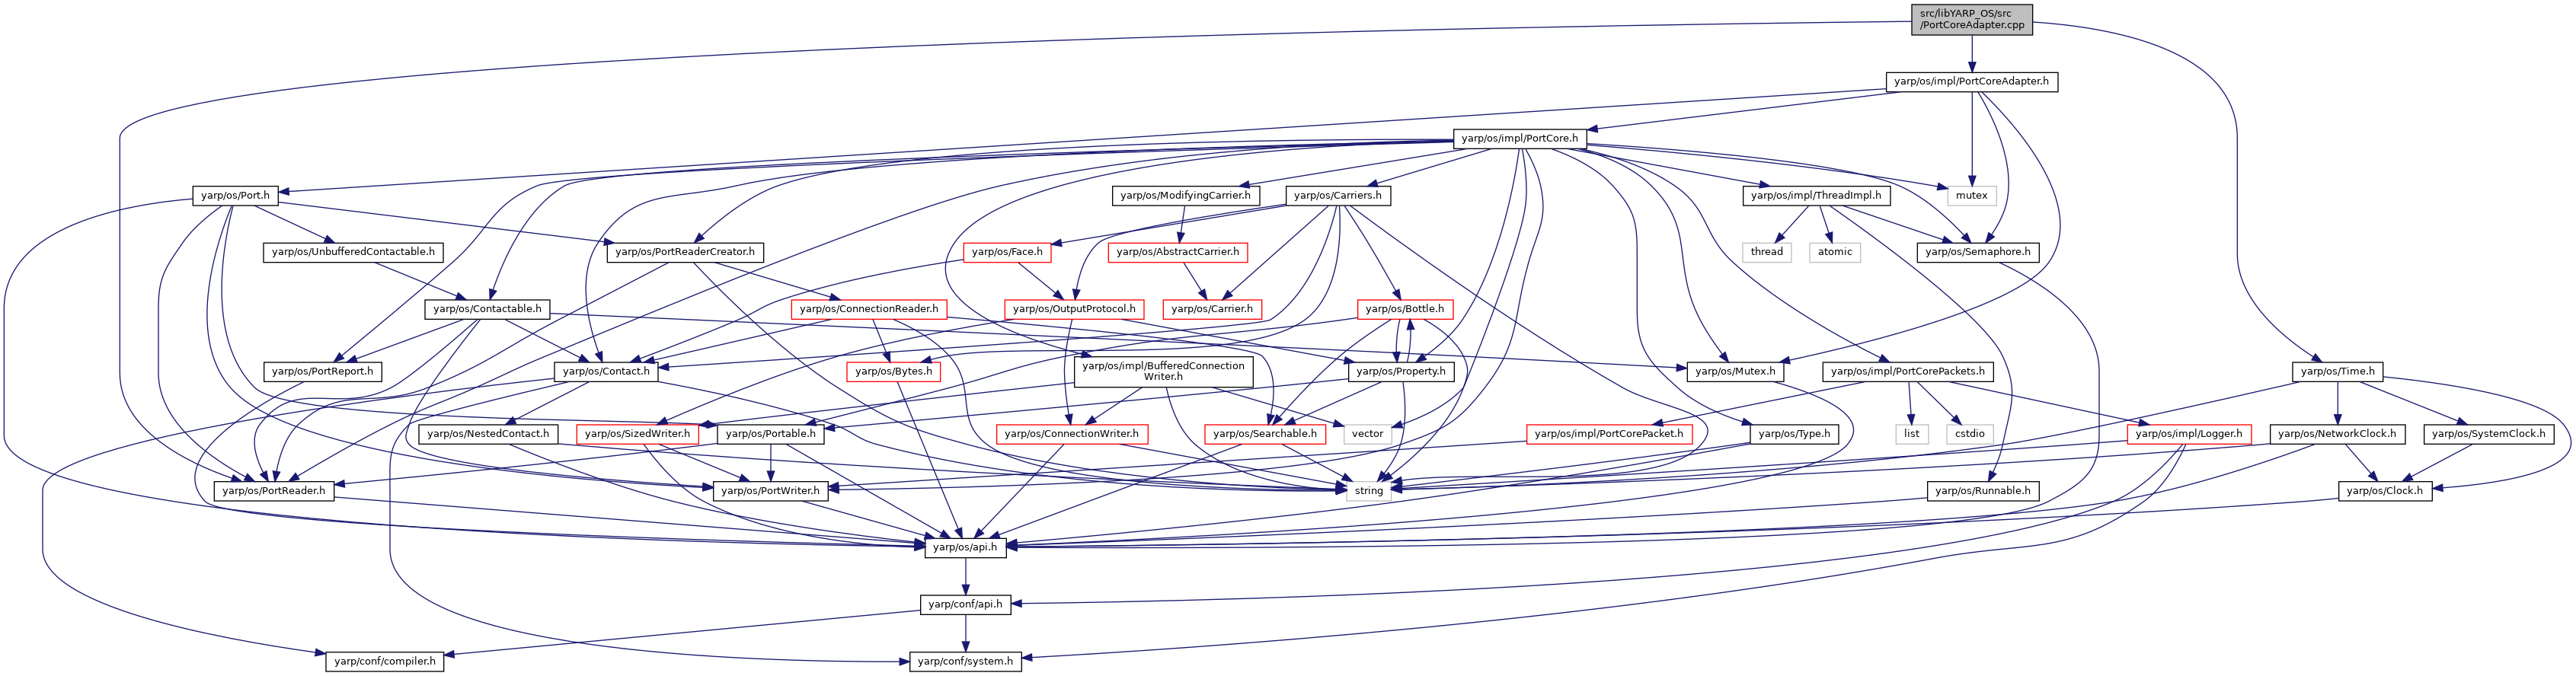 src/libYARP_OS/src
/PortCoreAdapter.cpp
yarp/os/impl/PortCoreAdapter.h
yarp/os/impl/PortCore.h
yarp/os/Port.h
yarp/os/ModifyingCarrier.h
yarp/os/Carriers.h
yarp/os/impl/ThreadImpl.h
mutex
yarp/os/UnbufferedContactable.h
yarp/os/PortReaderCreator.h
yarp/os/Face.h
yarp/os/AbstractCarrier.h
thread
atomic
yarp/os/Semaphore.h
yarp/os/Contactable.h
yarp/os/ConnectionReader.h
yarp/os/OutputProtocol.h
yarp/os/Carrier.h
yarp/os/Bottle.h
yarp/os/PortReport.h
yarp/os/Contact.h
yarp/os/Bytes.h
yarp/os/impl/BufferedConnection
Writer.h
yarp/os/Property.h
yarp/os/Mutex.h
yarp/os/impl/PortCorePackets.h
yarp/os/Time.h
yarp/os/NestedContact.h
yarp/os/SizedWriter.h
yarp/os/Portable.h
yarp/os/ConnectionWriter.h
yarp/os/Searchable.h
vector
yarp/os/impl/PortCorePacket.h
yarp/os/Type.h
list
cstdio
yarp/os/impl/Logger.h
yarp/os/NetworkClock.h
yarp/os/SystemClock.h
yarp/os/PortReader.h
yarp/os/PortWriter.h
string
yarp/os/Runnable.h
yarp/os/Clock.h
yarp/os/api.h
yarp/conf/api.h
yarp/conf/compiler.h
yarp/conf/system.h